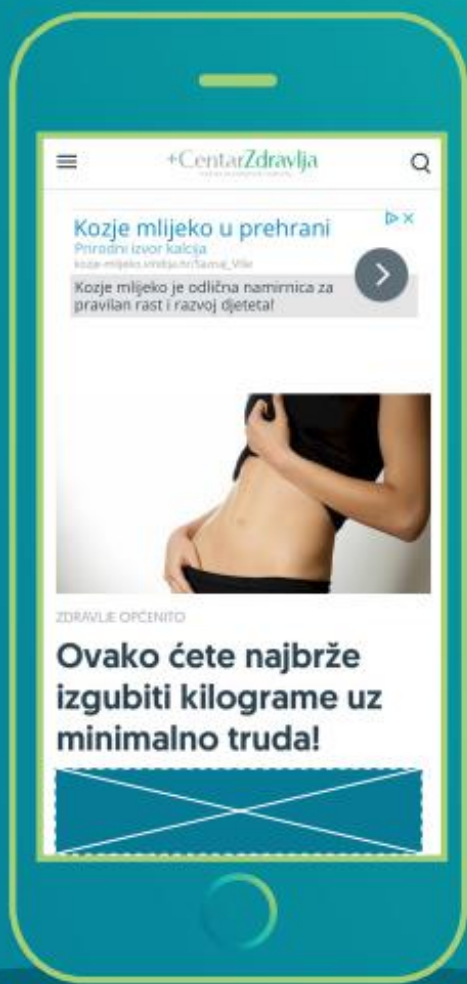 +CentarZdravlja
Kozje mlijeko u prehrani
Prirodni izvor kalcija
Kozje mlijeko je odlična namirnica za
pravilan rast i razvoj djeteta!
ZDRAVLJE OPĆENITO
Ovako ćete najbrže
izgubiti kilograme uz
minimalno truda!